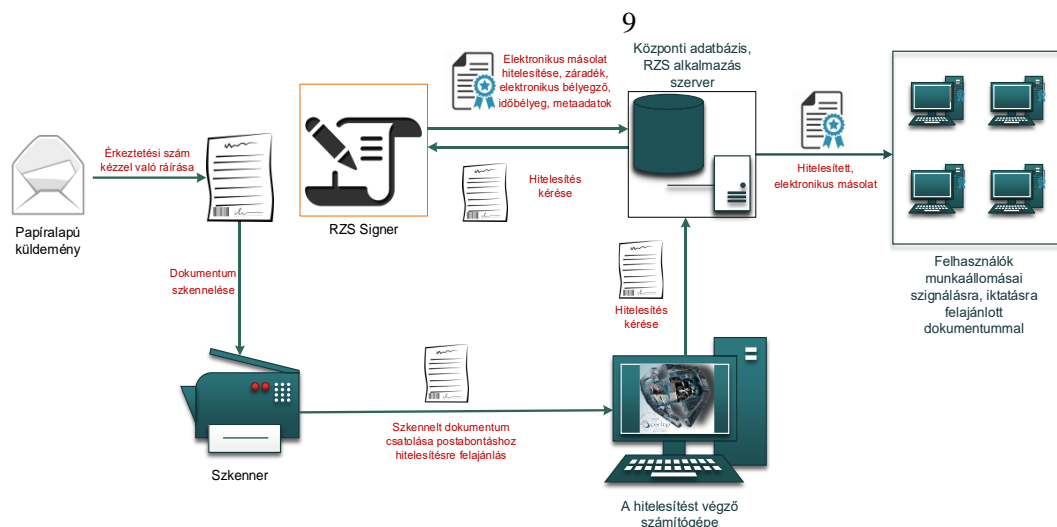 9
Elektronikus másolat
hitelesítése, záradék,
elektronikus bélyegző,
időbélyeg, metaadatok
Központi adatbázis,
RZS alkalmazás
szerver
Érkeztetési szám
kézzel való ráírása
Hitelesítés
kérése
Hitelesített,
elektronikus másolat
Papíralapú
küldemény
RZS Signer
Felhasználók
munkaállomásai
szignálásra, iktatásra
felajánlott
dokumentummal
Dokumentum
szkennelése
Hitelesítés
kérése
Szkennelt dokumentum
csatolása postabontáshoz
hitelesítésre felajánlás
Szkenner
A hitelesítést végző
számítógépe